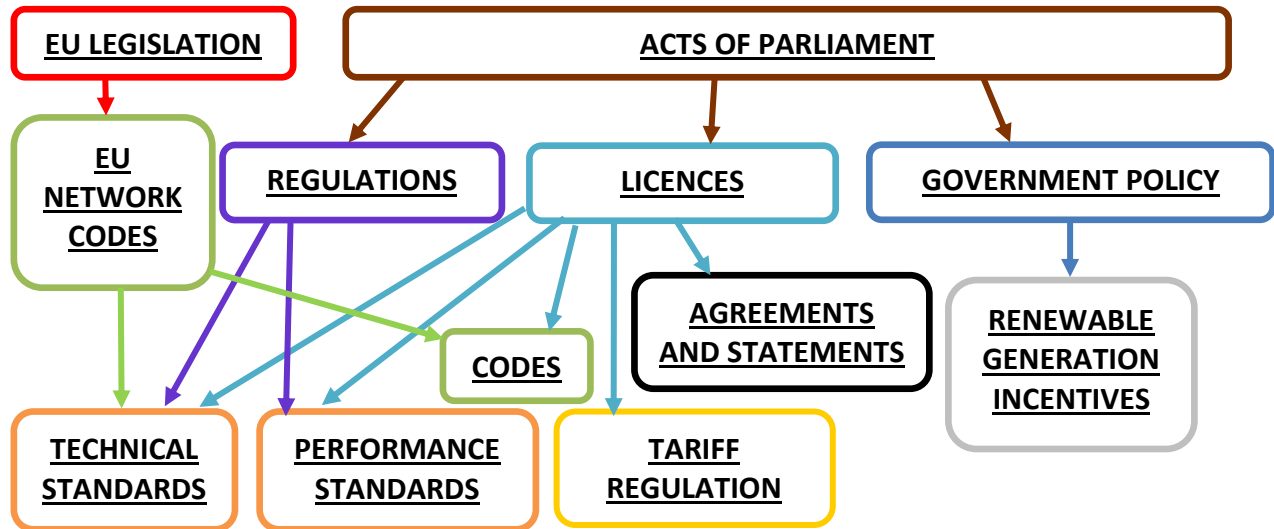 EU LEGISLATION
ACTS OF PARLIAMENT
EU
NETWORK
CODES
REGULATIONS
LICENCES
GOVERNMENT POLICY
AGREEMENTS
AND STATEMENTS
RENEWABLE
GENERATION
INCENTIVES
CODES
TECHNICAL
STANDARDS
PERFORMANCE
STANDARDS
TARIFF
REGULATION